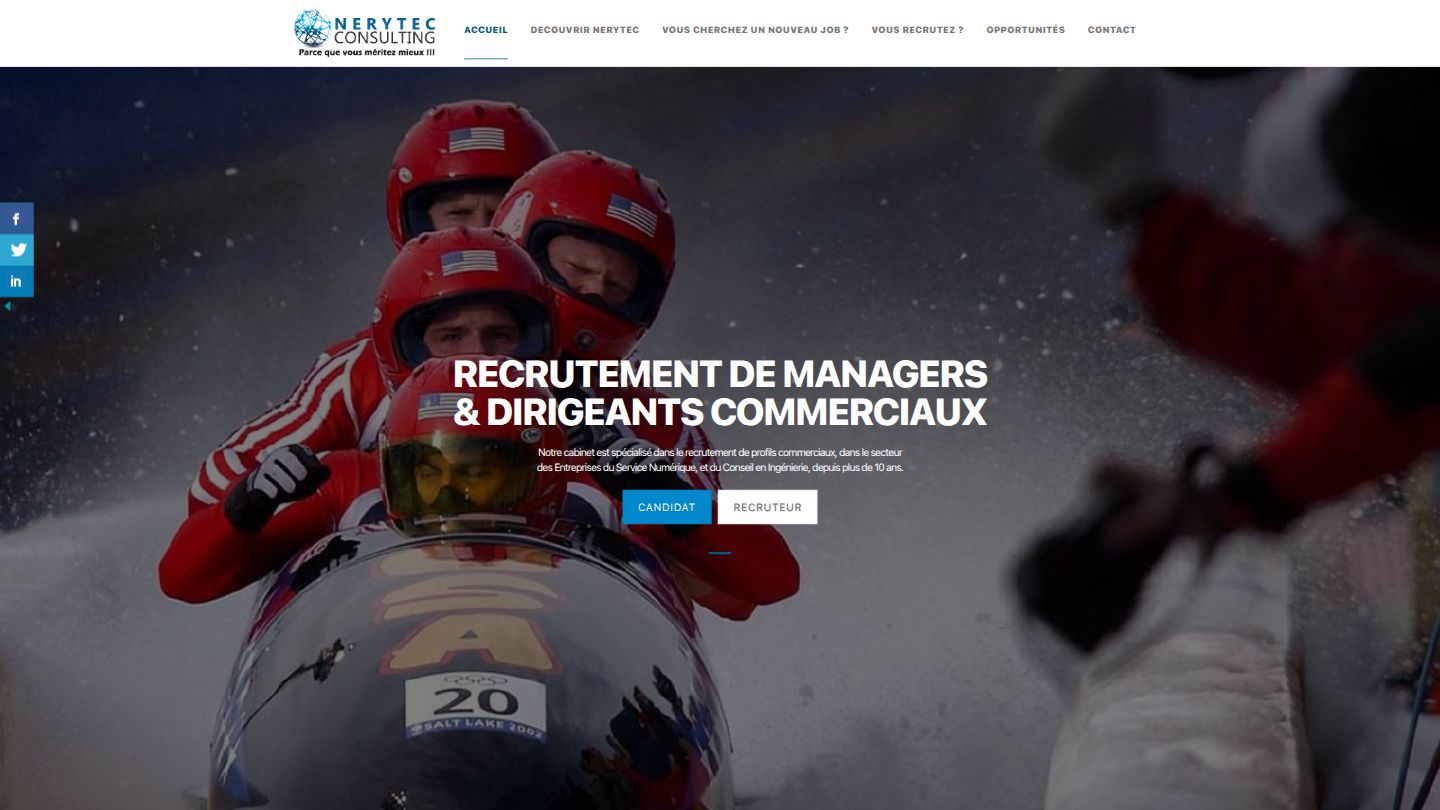 NERYTEC
CONSULTING
Parce que vous méritez mieux !!!
ACCUEIL
DECOUVRIR NERYTEC
VOUS CHERCHEZ UN NOUVEAU JOB ?
VOUS RECRUTEZ ?
OPPORTUNITÉS
CONTACT
RECRUTEMENT DE MANAGERS
& DIRIGEANTS COMMERCIAUX
Notre cabinet est spécialisé dans le recrutement de profils commerciaux, dans le secteur
des Entreprises du Service Numérique, et du Conseil en Ingénierie, depuis plus de 10 ans.
CANDIDAT
RECRUTEUR
USA
20
SALT LAKE 2002